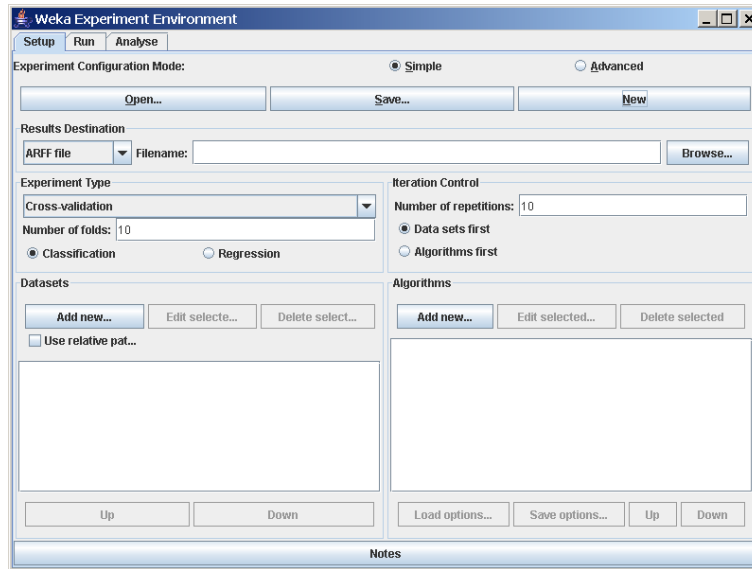 Weka Experiment Environment
Setup Run Analyse
Experiment Configuration Mode: Simple Advanced
Open... Save... New
Results Destination
ARFF file Filename: Browse...
Experiment Type Iteration Control
Cross-validation Number of repetitions: 10
Number of folds: 10 Data sets first
Classification Regression Algorithms first
Datasets Algorithms
Add new... Edit selecte... Delete select... Add new... Edit selected... Delete selected
Use relative pat...
Up Down Load options... Save options... Up Down
Notes